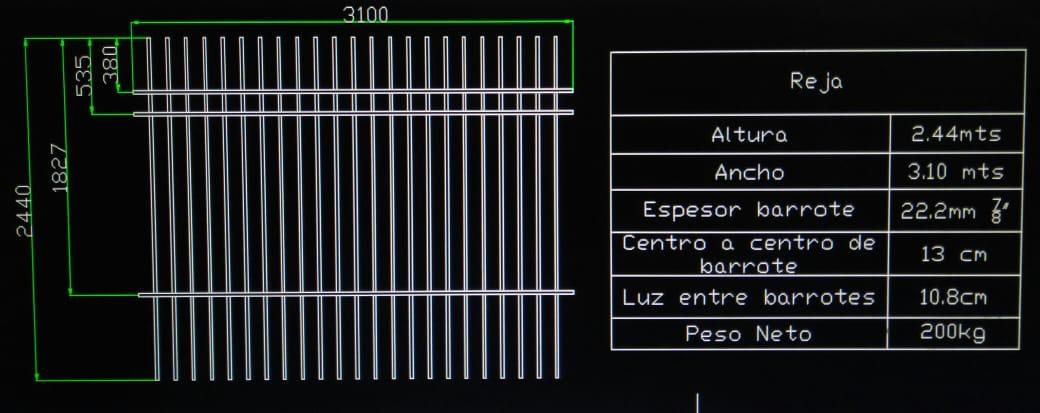 3100
380
535
1827
2440
Reja
Altura 2.44mts
Ancho 3.10 mts
Espesor barrote 22.2mm 7/8"
Centro a centro de
barrote 13 cm
Luz entre barrotes 10.8cm
Peso Neto 200kg